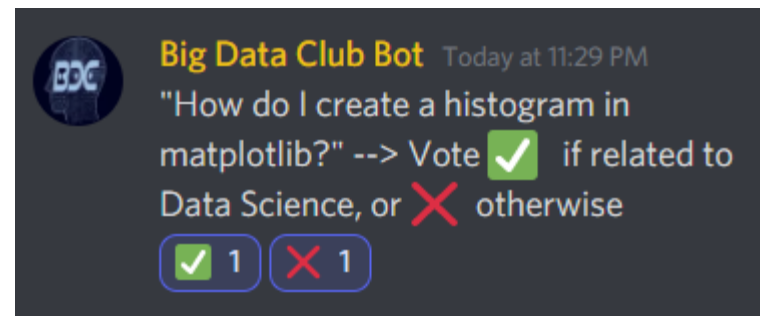 BDC
Big Data Club Bot Today at 11:29 PM
"How do I create a histogram in
matplotlib?" --> Vote ✅ if related to
Data Science, or ❌ otherwise
✅ 1 ❌ 1